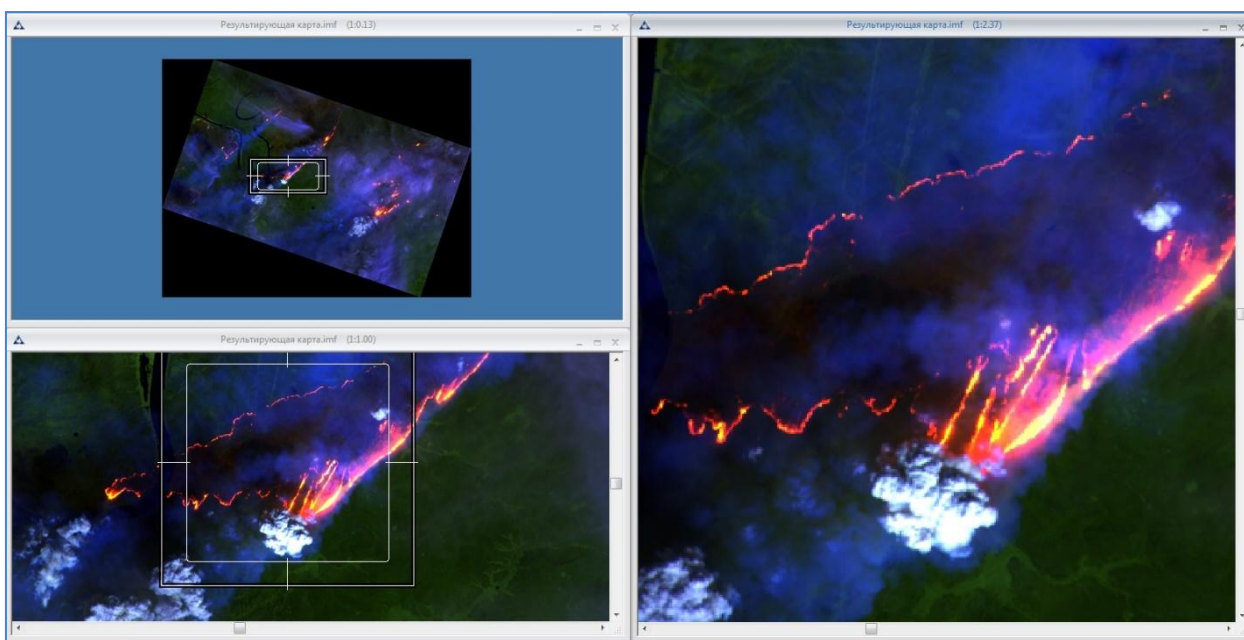 Результирующая карта.imf (1:0.13)
Результирующая карта.imf (1:2.37)
Результирующая карта.imf (1:1.00)